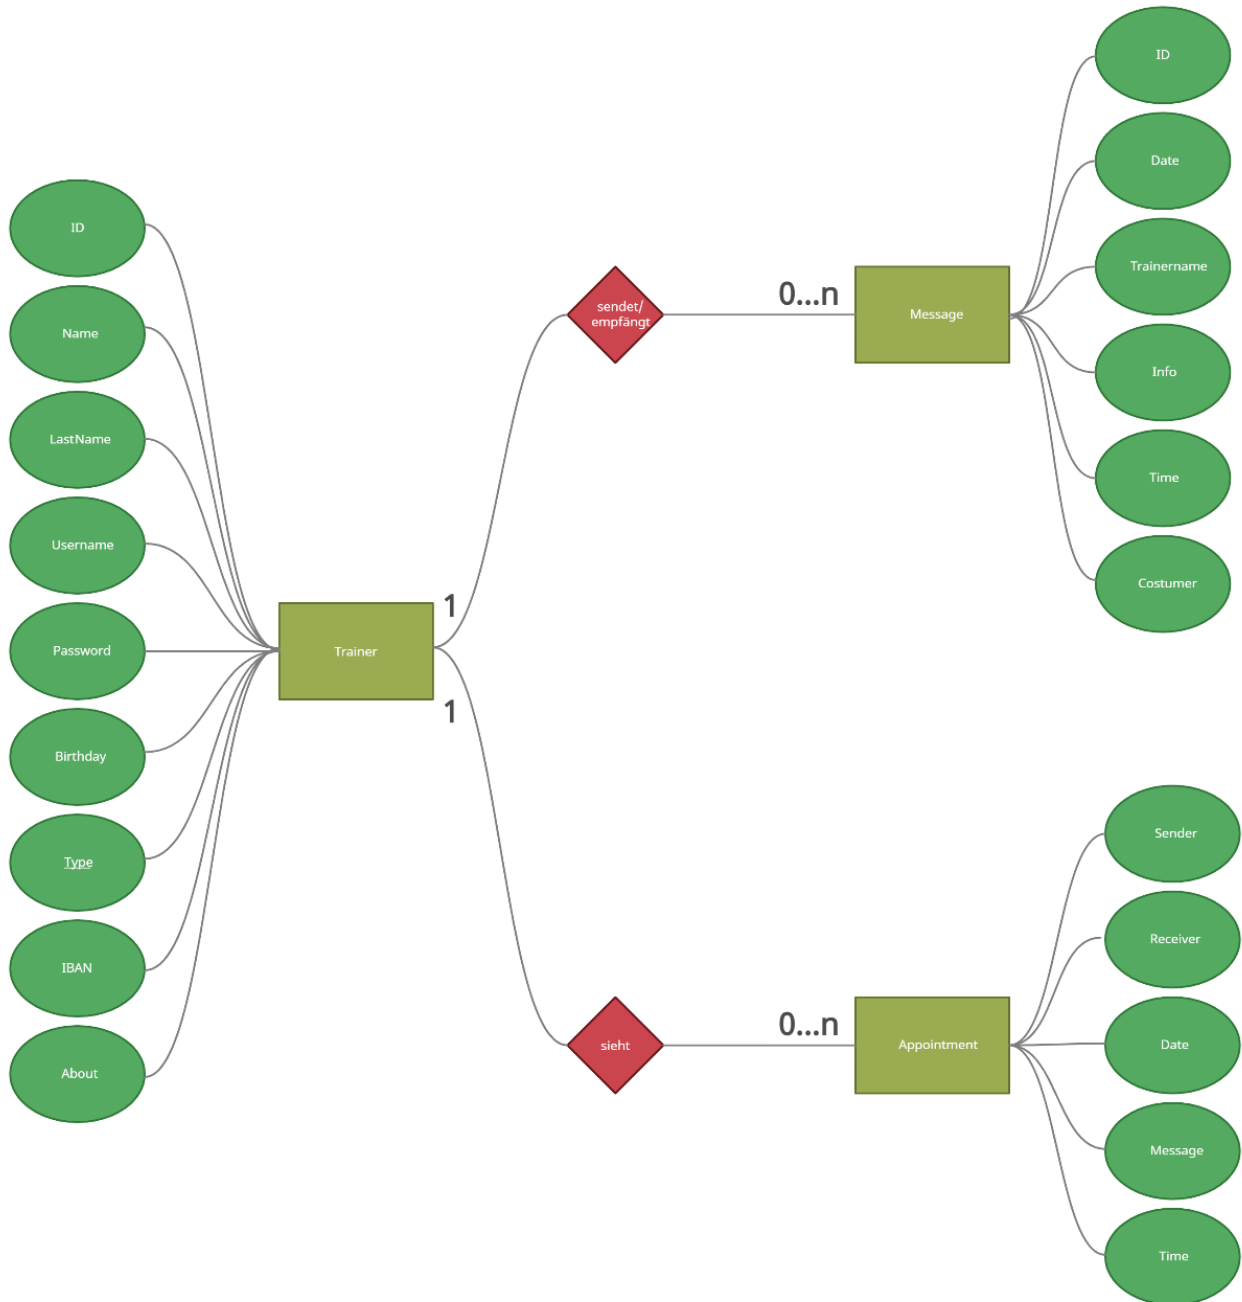 ID
Name
LastName
Username
Password
Birthday
Type
IBAN
About
Trainer
1
1
sendet/
empfängt
0...n
Message
ID
Date
Trainername
Info
Time
Costumer
sieht
0...n
Appointment
Sender
Receiver
Date
Message
Time